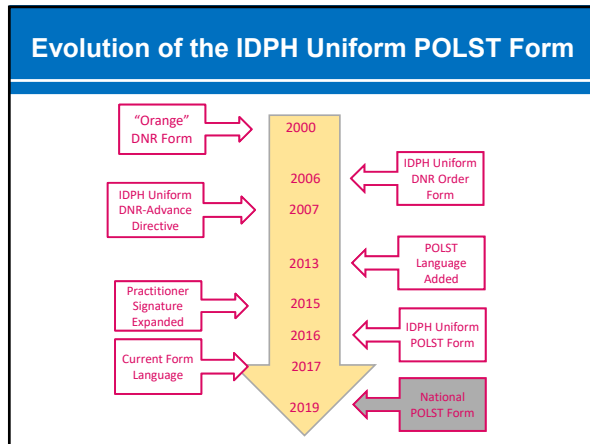 Evolution of the IDPH Uniform POLST Form
“Orange”
DNR Form
2000
2006
IDPH Uniform
DNR Order
Form
IDPH Uniform
DNR-Advance
Directive
2007
2013
POLST
Language
Added
Practitioner
Signature
Expanded
2015
2016
IDPH Uniform
POLST Form
Current Form
Language
2017
2019
National
POLST Form